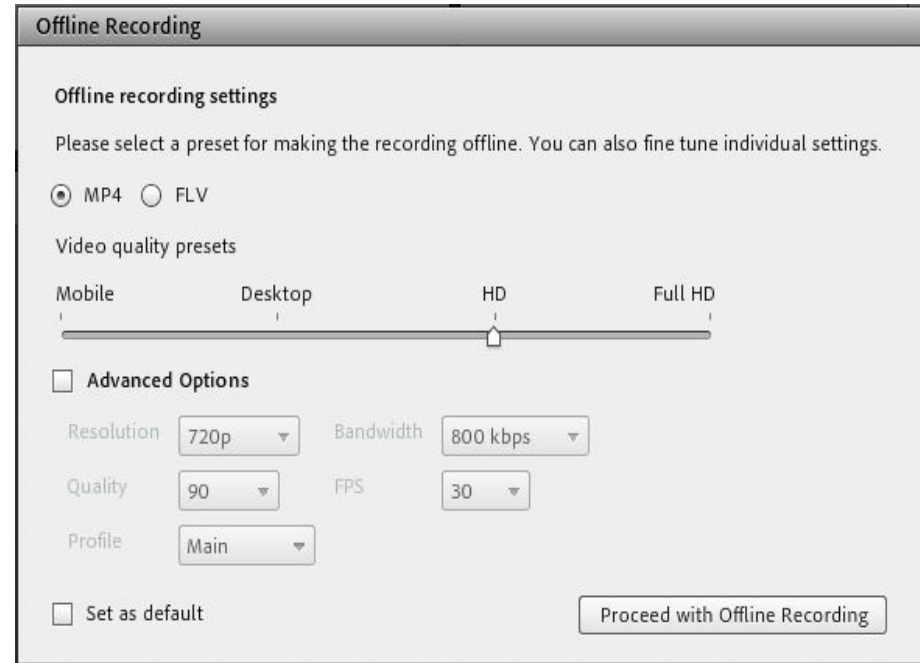 Offline Recording
Offline recording settings
Please select a preset for making the recording offline. You can also fine tune individual settings.
MP4 FLV
Video quality presets
Mobile Desktop HD Full HD
Advanced Options
Resolution 720p Bandwidth 800 kbps
Quality 90 FPS 30
Profile Main
Set as default Proceed with Offline Recording